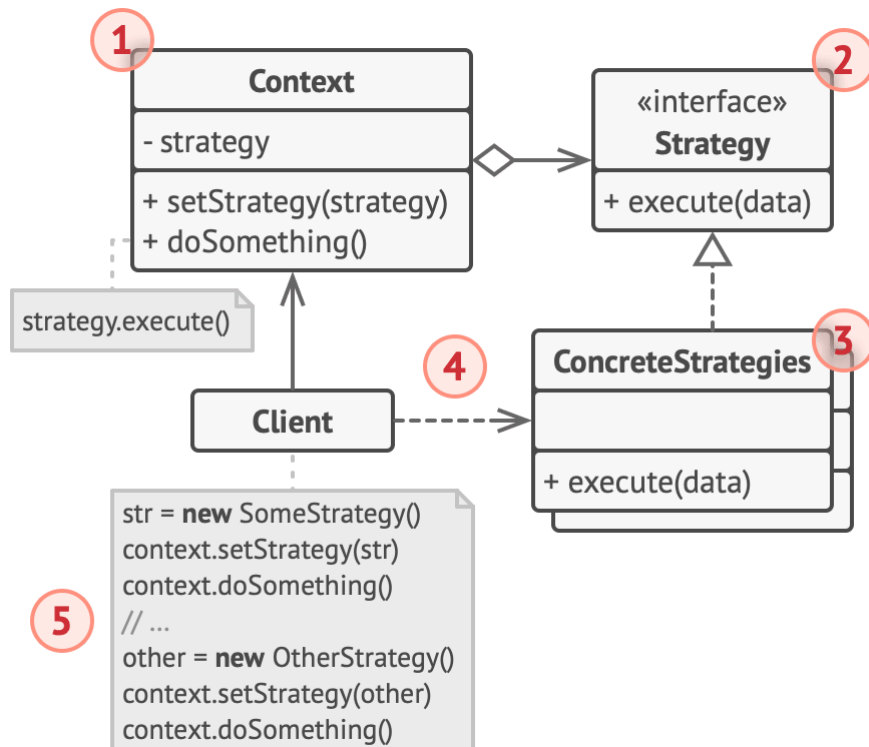 1
Context
- strategy
+ setStrategy(strategy)
+ doSomething()
strategy.execute()
2
«interface»
Strategy
+ execute(data)
3
ConcreteStrategies
+ execute(data)
4
Client
5
str = new SomeStrategy()
context.setStrategy(str)
context.doSomething()
// ...
other = new OtherStrategy()
context.setStrategy(other)
context.doSomething()